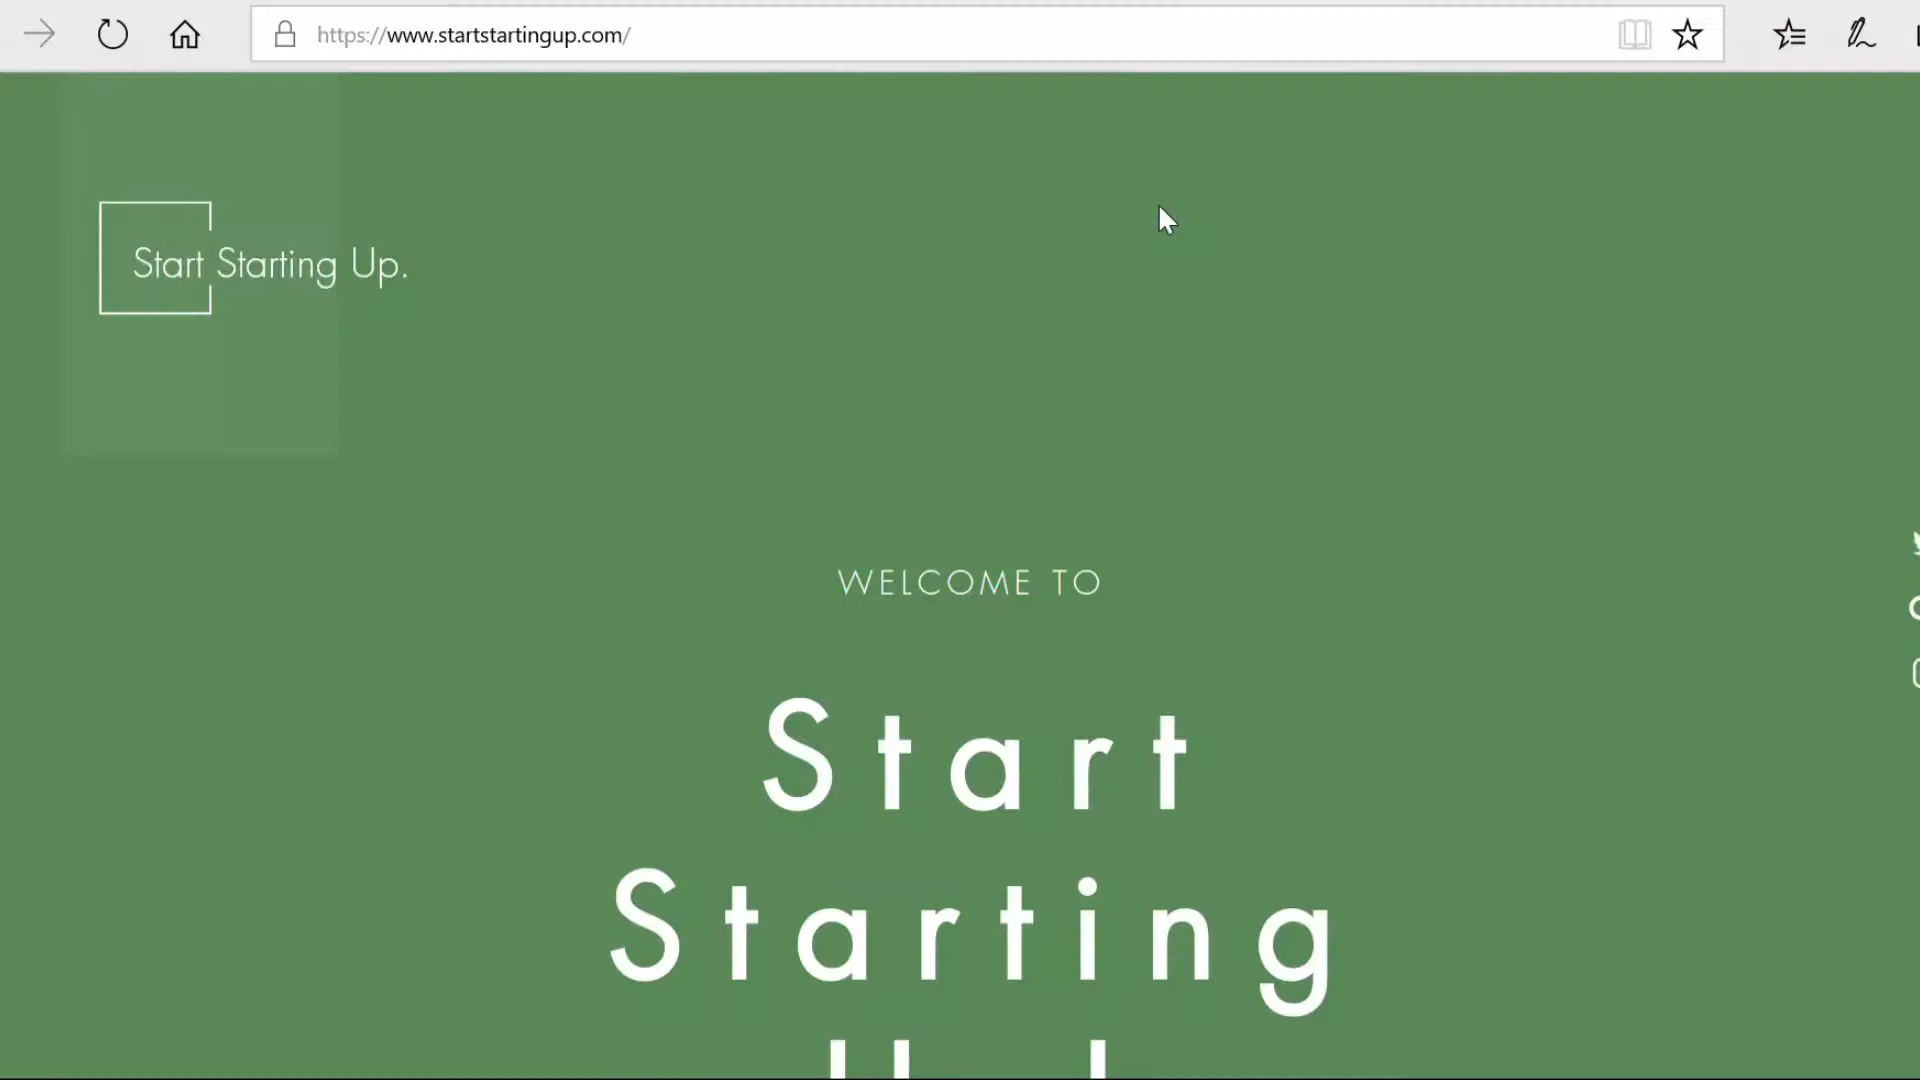 https://www.startstartingup.com/
Start Starting Up.
WELCOME TO
Start
Starting